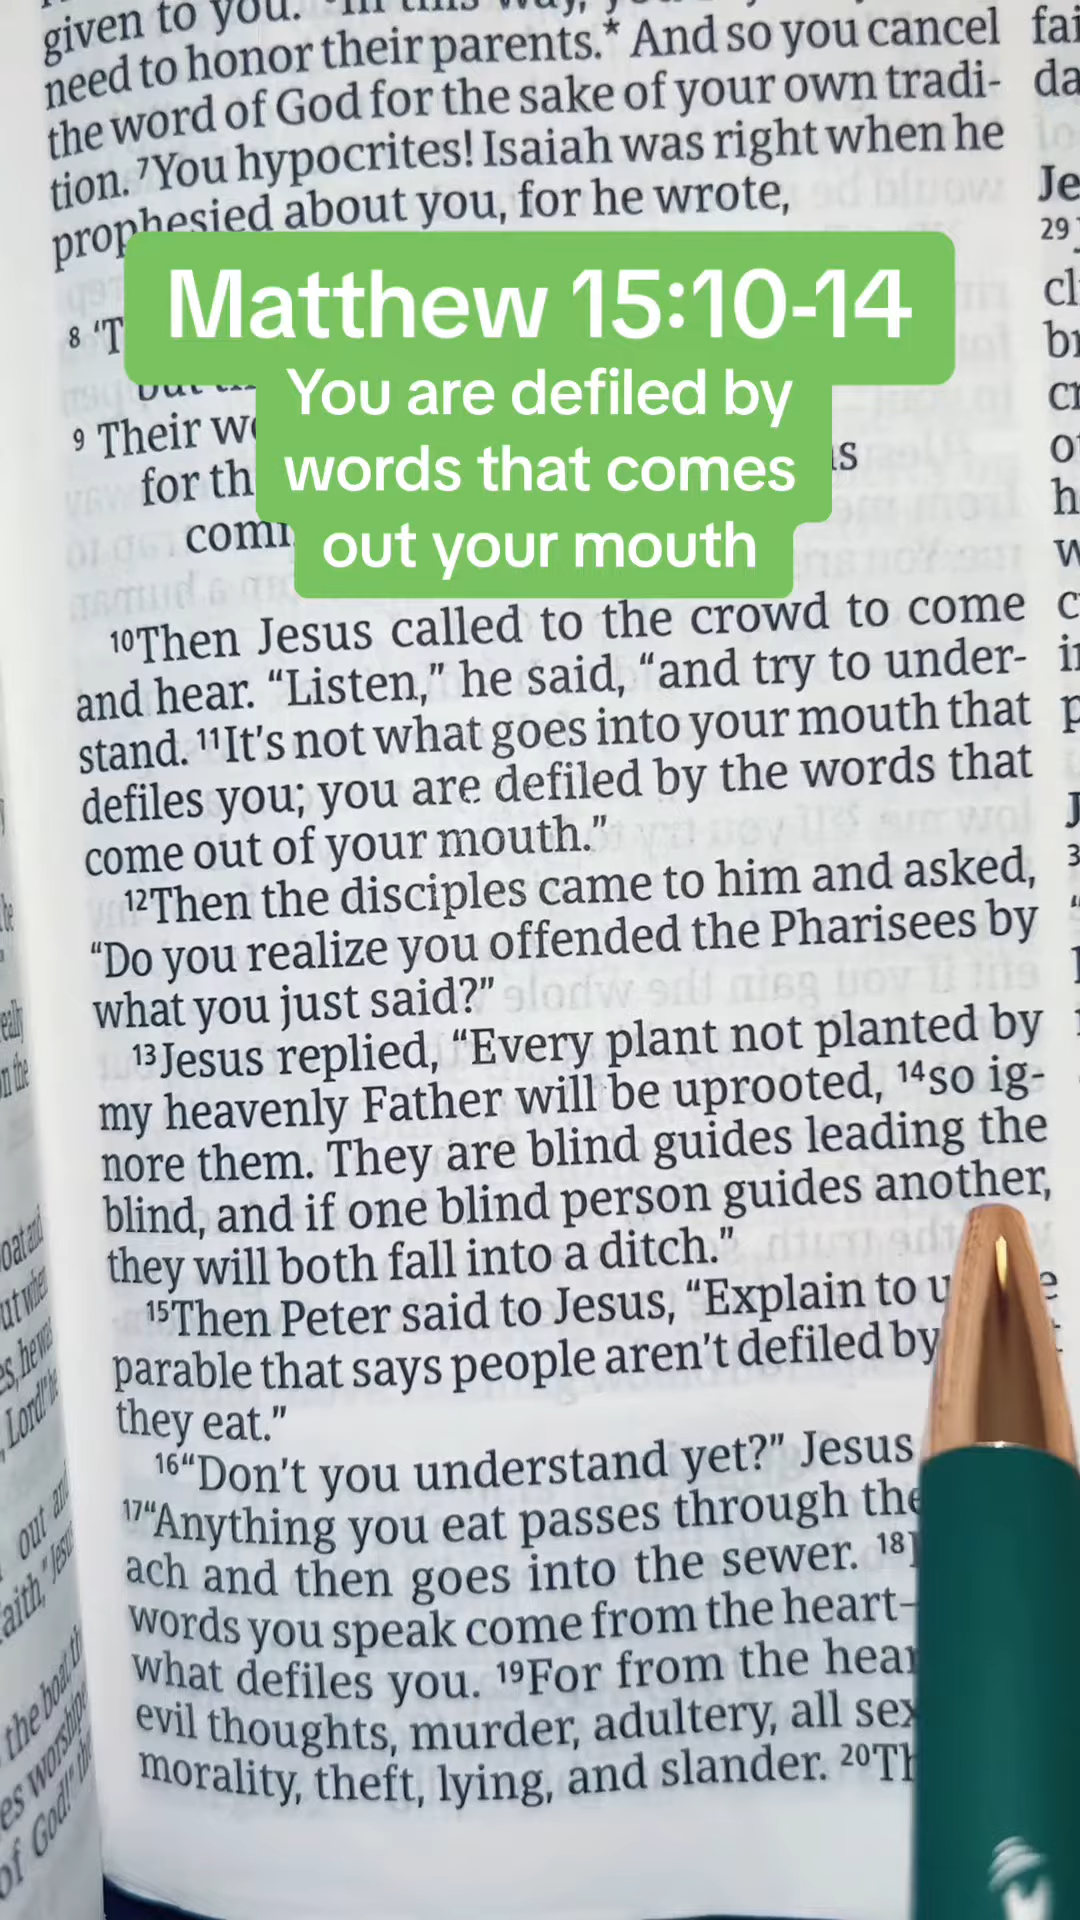 given to you.
need to honor their parents.* And so you cancel
the word of God for the sake of your own tradi-
tion. 7You hypocrites! Isaiah was right when he
prophesied about you, for he wrote,
Matthew 15:10-14
You are defiled by
words that comes
out your mouth
8
9 Their
for
10Then Jesus called to the crowd to come
and hear. “Listen,” he said, “and try to under-
stand. 11It's not what goes into your mouth that
defiles you; you are defiled by the words that
come out of your mouth.”
12Then the disciples came to him and asked,
“Do you realize you offended the Pharisees by
what you just said?”
13Jesus replied, “Every plant not planted by
my heavenly Father will be uprooted, 14so ig-
nore them. They are blind guides leading the
blind, and if one blind person guides another,
they will both fall into a ditch.”
15Then Peter said to Jesus, “Explain to
parable that says people aren't defiled by
they eat.”
16“Don't you understand yet?” Jesus
17“Anything you eat passes through the
ach and then goes into the sewer. 18
words you speak come from the heart–
what defiles you. 19For from the
evil thoughts, murder, adultery, all
morality, theft, lying, and slander. 20
29
out and
the boat
of God!”